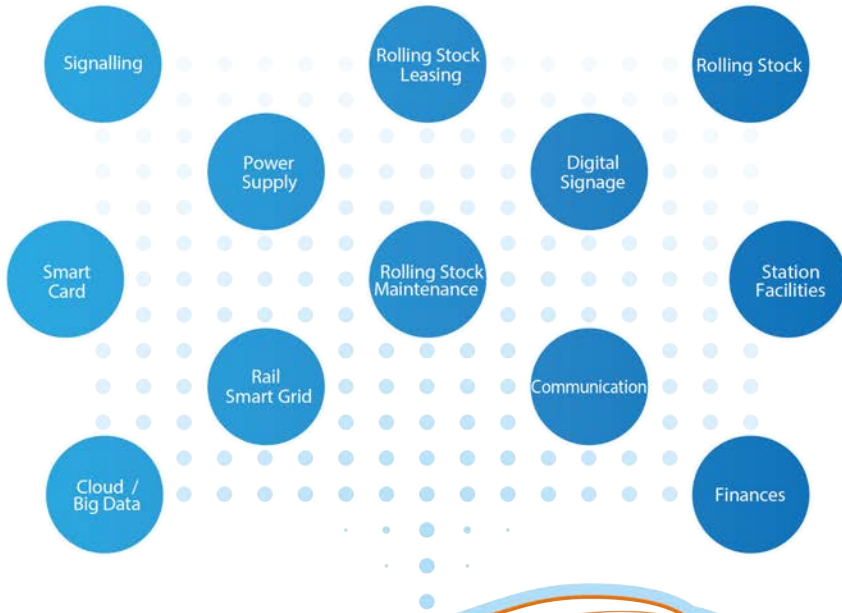 Signalling
Rolling Stock
Leasing
Rolling Stock
Power
Supply
Digital
Signage
Smart
Card
Rolling Stock
Maintenance
Station
Facilities
Rail
Smart Grid
Communication
Cloud /
Big Data
Finances